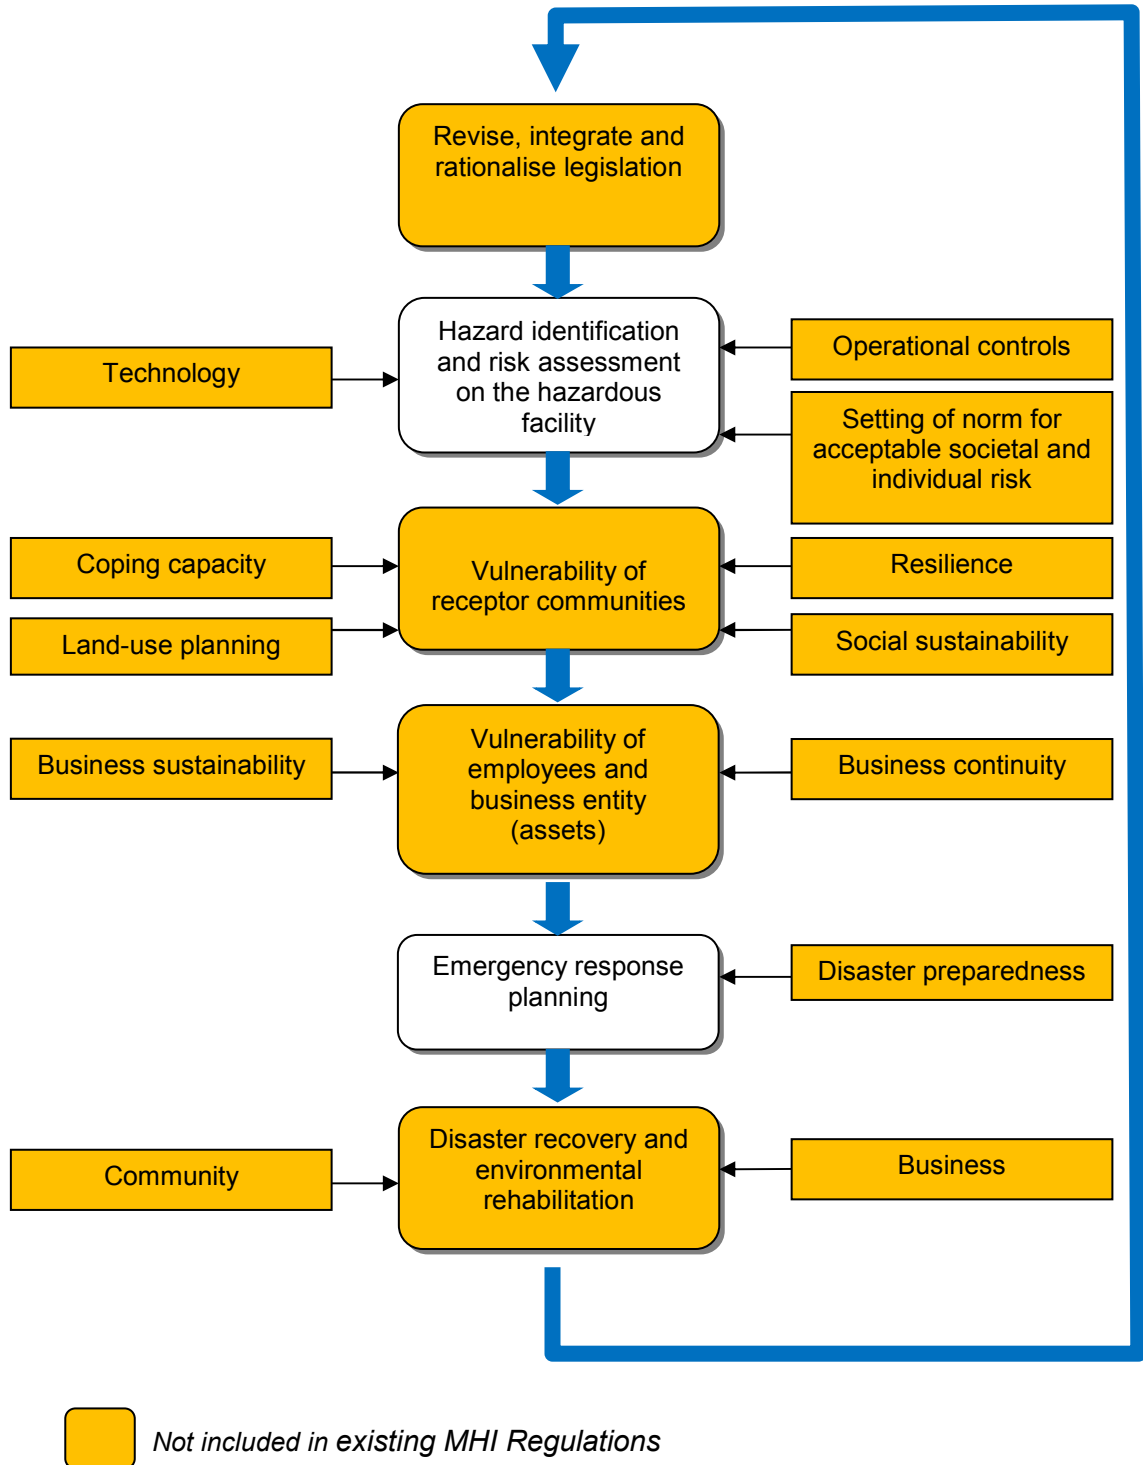 Revise, integrate and
rationalise legislation
Hazard identification
and risk assessment
on the hazardous
facility
Technology
Operational controls
Setting of norm for
acceptable societal and
individual risk
Coping capacity
Vulnerability of
receptor communities
Resilience
Land-use planning
Social sustainability
Business sustainability
Vulnerability of
employees and
business entity
(assets)
Business continuity
Emergency response
planning
Disaster preparedness
Community
Disaster recovery and
environmental
rehabilitation
Business
Not included in existing MHI Regulations